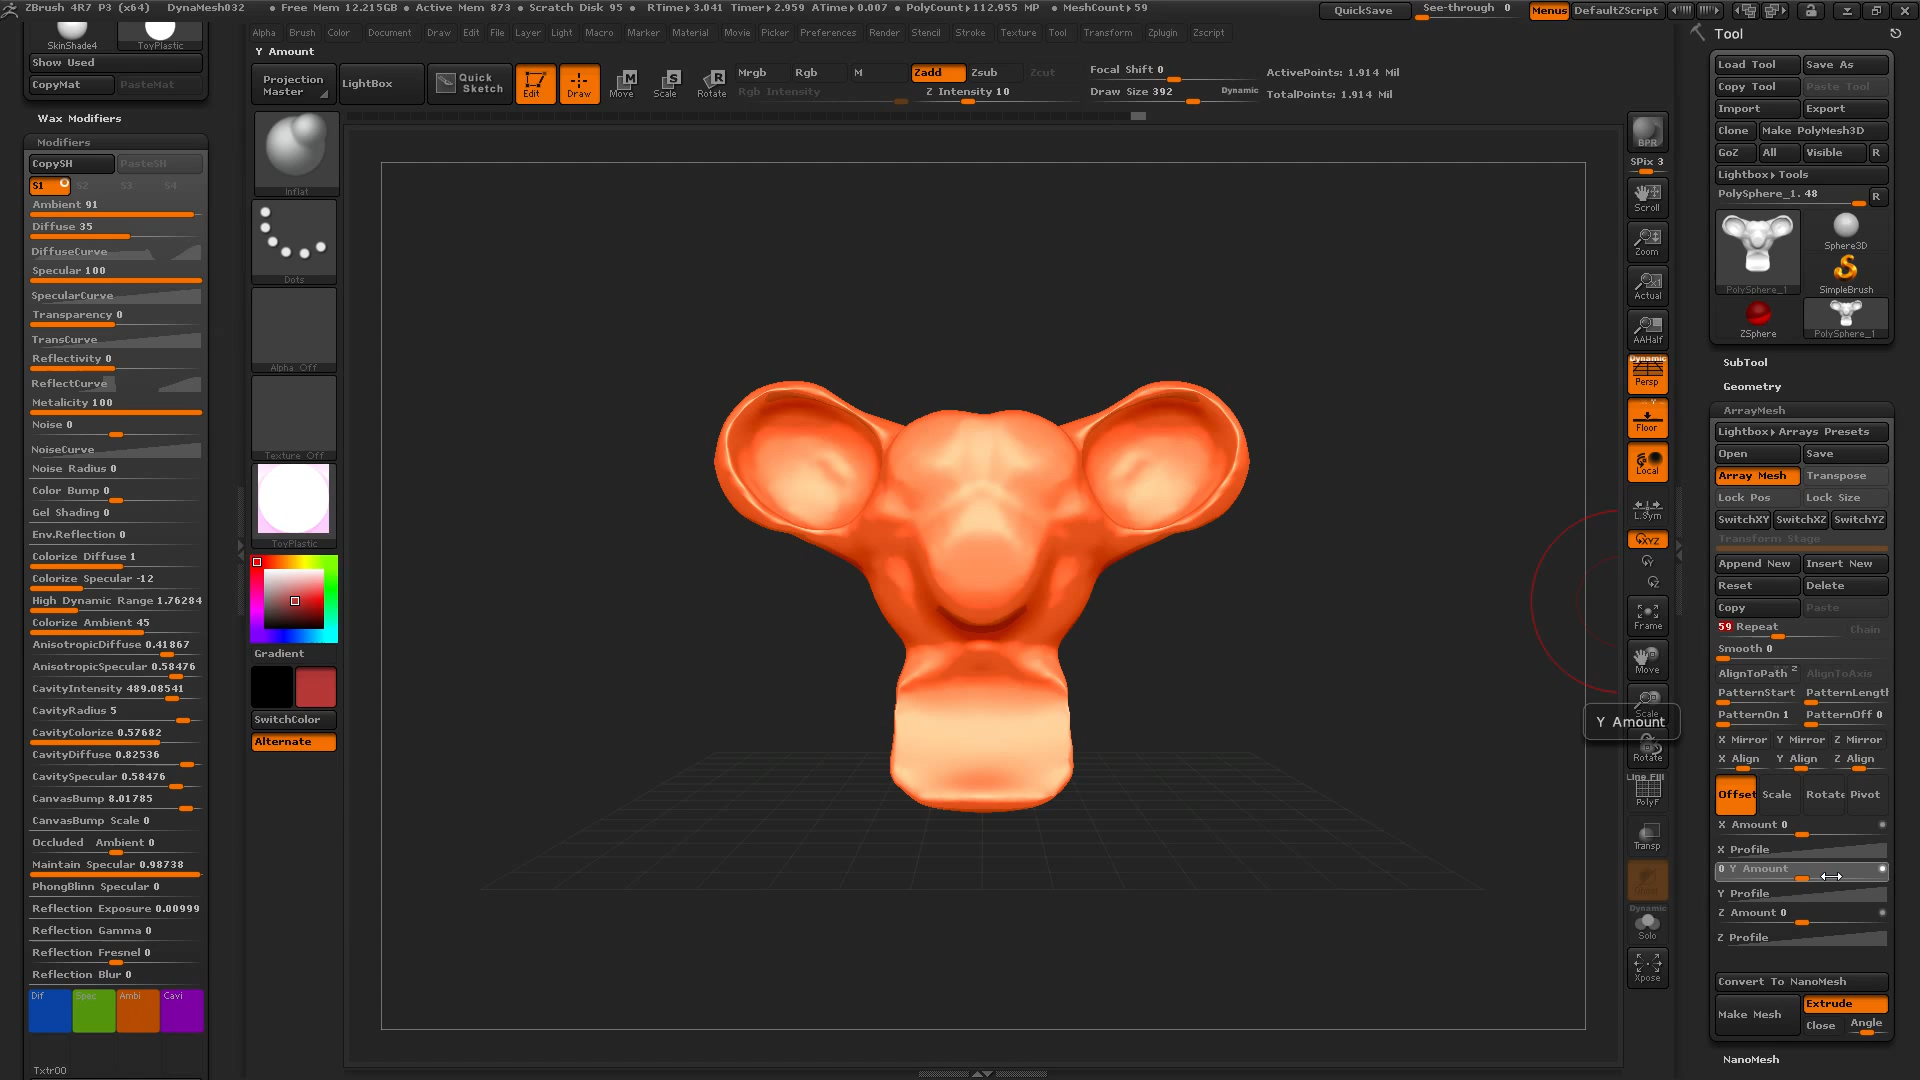 ZBrush 4R7 P3 (x64) DynaMesh032 • Free Mem 12.215GB • Active Mem 873 • Scratch Disk 95 • RTime▸3.041 Timer▸2.959 ATime▸0.007 • PolyCount▸112.955 MP • MeshCount▸59
QuickSave See-through 0 Menus DefaultZScript
Alpha Brush Color Document Draw Edit File Layer Light Macro Marker Material Movie Picker Preferences Render Stencil Stroke Texture Tool Transform Zplugin Zscript
Y Amount
Projection Master
LightBox
Quick Sketch
Edit
Draw
Move
Scale
Rotate
Mrgb Rgb M
Rgb Intensity
Zadd Zsub Zcut
Z Intensity 10
Focal Shift 0
Draw Size 392
Dynamic
ActivePoints: 1.914 Mil
TotalPoints: 1.914 Mil
SkinShade4 ToyPlastic
Show Used
CopyMat PasteMat
Wax Modifiers
Modifiers
CopySH PasteSH
S1 S2 S3 S4
Ambient 91
Diffuse 35
DiffuseCurve
Specular 100
SpecularCurve
Transparency 0
TransCurve
Reflectivity 0
ReflectCurve
Metalicity 100
Noise 0
NoiseCurve
Noise Radius 0
Color Bump 0
Gel Shading 0
Env.Reflection 0
Colorize Diffuse 1
Colorize Specular -12
High Dynamic Range 1.76284
Colorize Ambient 45
AnisotropicDiffuse 0.41867
AnisotropicSpecular 0.58476
CavityIntensity 489.08541
CavityRadius 5
CavityColorize 0.57682
CavityDiffuse 0.82536
CavitySpecular 0.58476
CanvasBump 8.01785
CanvasBump Scale 0
Occluded Ambient 0
Maintain Specular 0.98738
PhongBlinn Specular 0
Reflection Exposure 0.00999
Reflection Gamma 0
Reflection Fresnel 0
Reflection Blur 0
Dif Spec Ambi Cavi
Txtr00
Inflat
Dots
Alpha Off
Texture Off
ToyPlastic
Gradient
SwitchColor
Alternate
BPR
SPix 3
Scroll
Zoom
Actual
AAHalf
Dynamic
Persp
Floor
Local
L.Sym
XYZ
Frame
Move
Scale
Y Amount
Rotate
Line Fill
PolyF
Transp
Dynamic
Solo
Xpose
Tool
Load Tool Save As
Copy Tool Paste Tool
Import Export
Clone Make PolyMesh3D
GoZ All Visible R
Lightbox▸Tools
PolySphere_1. 48 R
PolySphere_1
Sphere3D
SimpleBrush
ZSphere
PolySphere_1
SubTool
Geometry
ArrayMesh
Lightbox▸Arrays Presets
Open Save
Array Mesh Transpose
Lock Pos Lock Size
SwitchXY SwitchXZ SwitchYZ
Transform Stage
Append New Insert New
Reset Delete
Copy Paste
59 Repeat Chain
Smooth 0
AlignToPath AlignToAxis
PatternStart PatternLength
PatternOn 1 PatternOff 0
X Mirror Y Mirror Z Mirror
X Align Y Align Z Align
Offset Scale Rotate Pivot
X Amount 0
X Profile
0 Y Amount
Y Profile
Z Amount 0
Z Profile
Convert To NanoMesh
Make Mesh
Extrude
Close Angle
NanoMesh